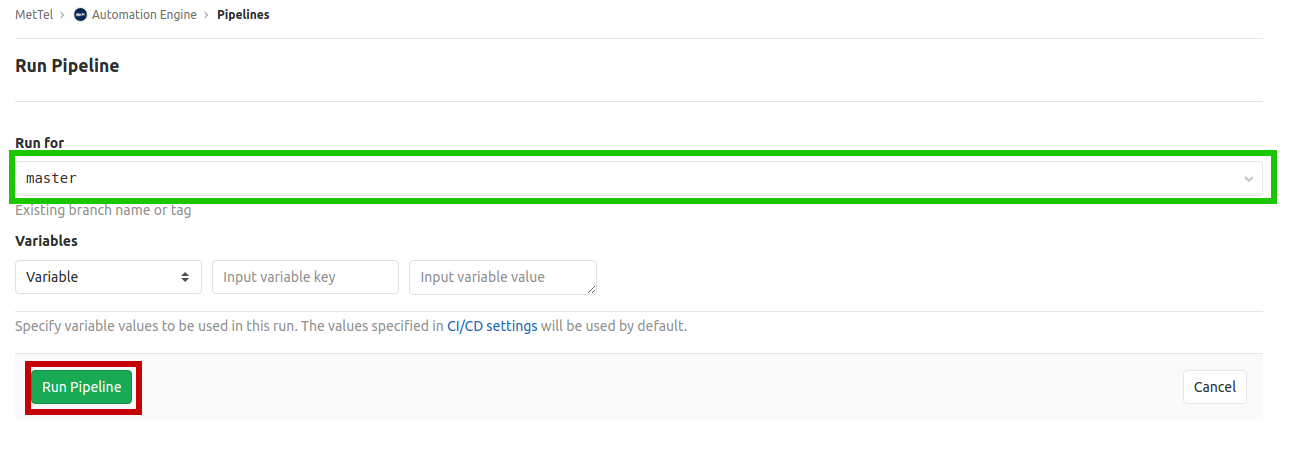 MetTel › Automation Engine › Pipelines
Run Pipeline
Run for
master
Existing branch name or tag
Variables
Variable Input variable key Input variable value
Specify variable values to be used in this run. The values specified in CI/CD settings will be used by default.
Run Pipeline Cancel